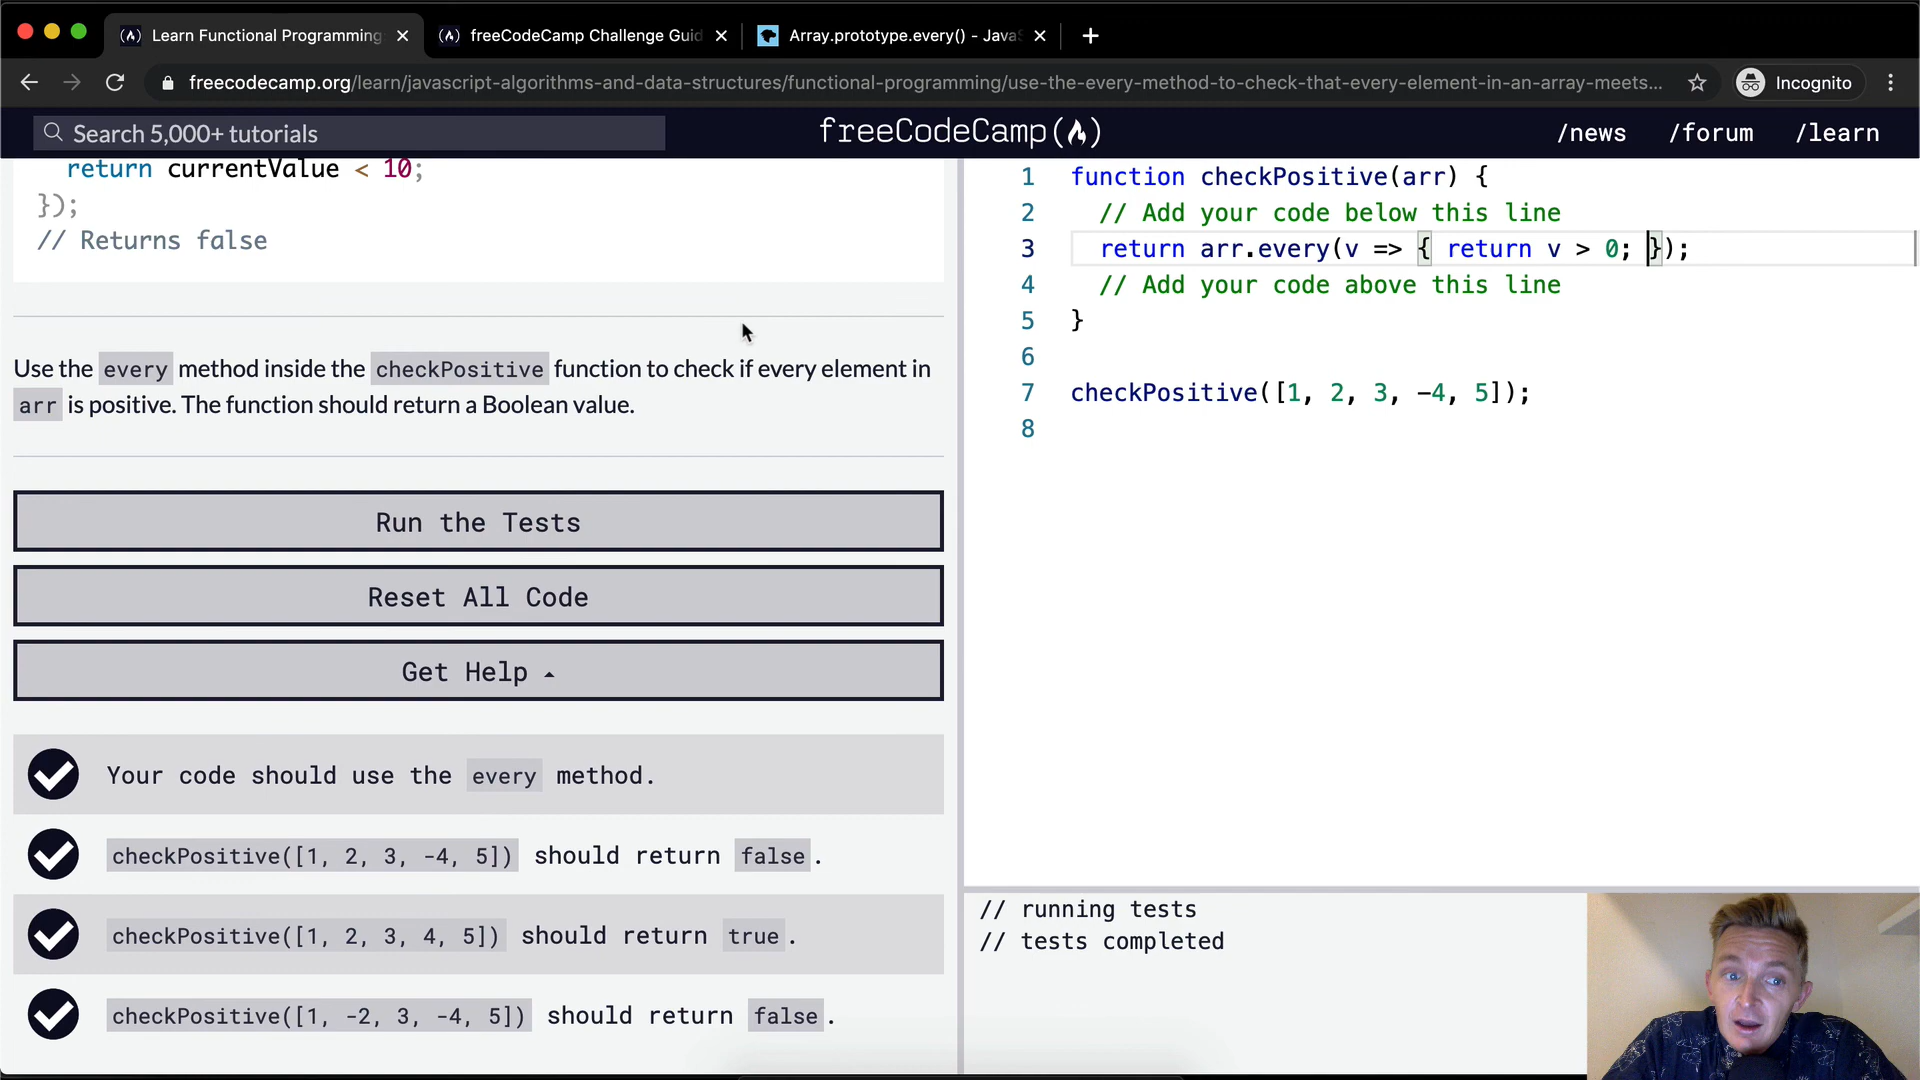 Learn Functional Programming
freeCodeCamp Challenge Guid
Array.prototype.every() - JavaS
freecodecamp.org/learn/javascript-algorithms-and-data-structures/functional-programming/use-the-every-method-to-check-that-every-element-in-an-array-meets...
Incognito
Search 5,000+ tutorials
freeCodeCamp
/news
/forum
/learn
return currentValue < 10;
});
// Returns false
Use the every method inside the checkPositive function to check if every element in
arr is positive. The function should return a Boolean value.
Run the Tests
Reset All Code
Get Help
Your code should use the every method.
checkPositive([1, 2, 3, -4, 5]) should return false.
checkPositive([1, 2, 3, 4, 5]) should return true.
checkPositive([1, -2, 3, -4, 5]) should return false.
1 function checkPositive(arr) {
2 // Add your code below this line
3 return arr.every(v => { return v > 0; });
4 // Add your code above this line
5 }
6
7 checkPositive([1, 2, 3, -4, 5]);
8
// running tests
// tests completed